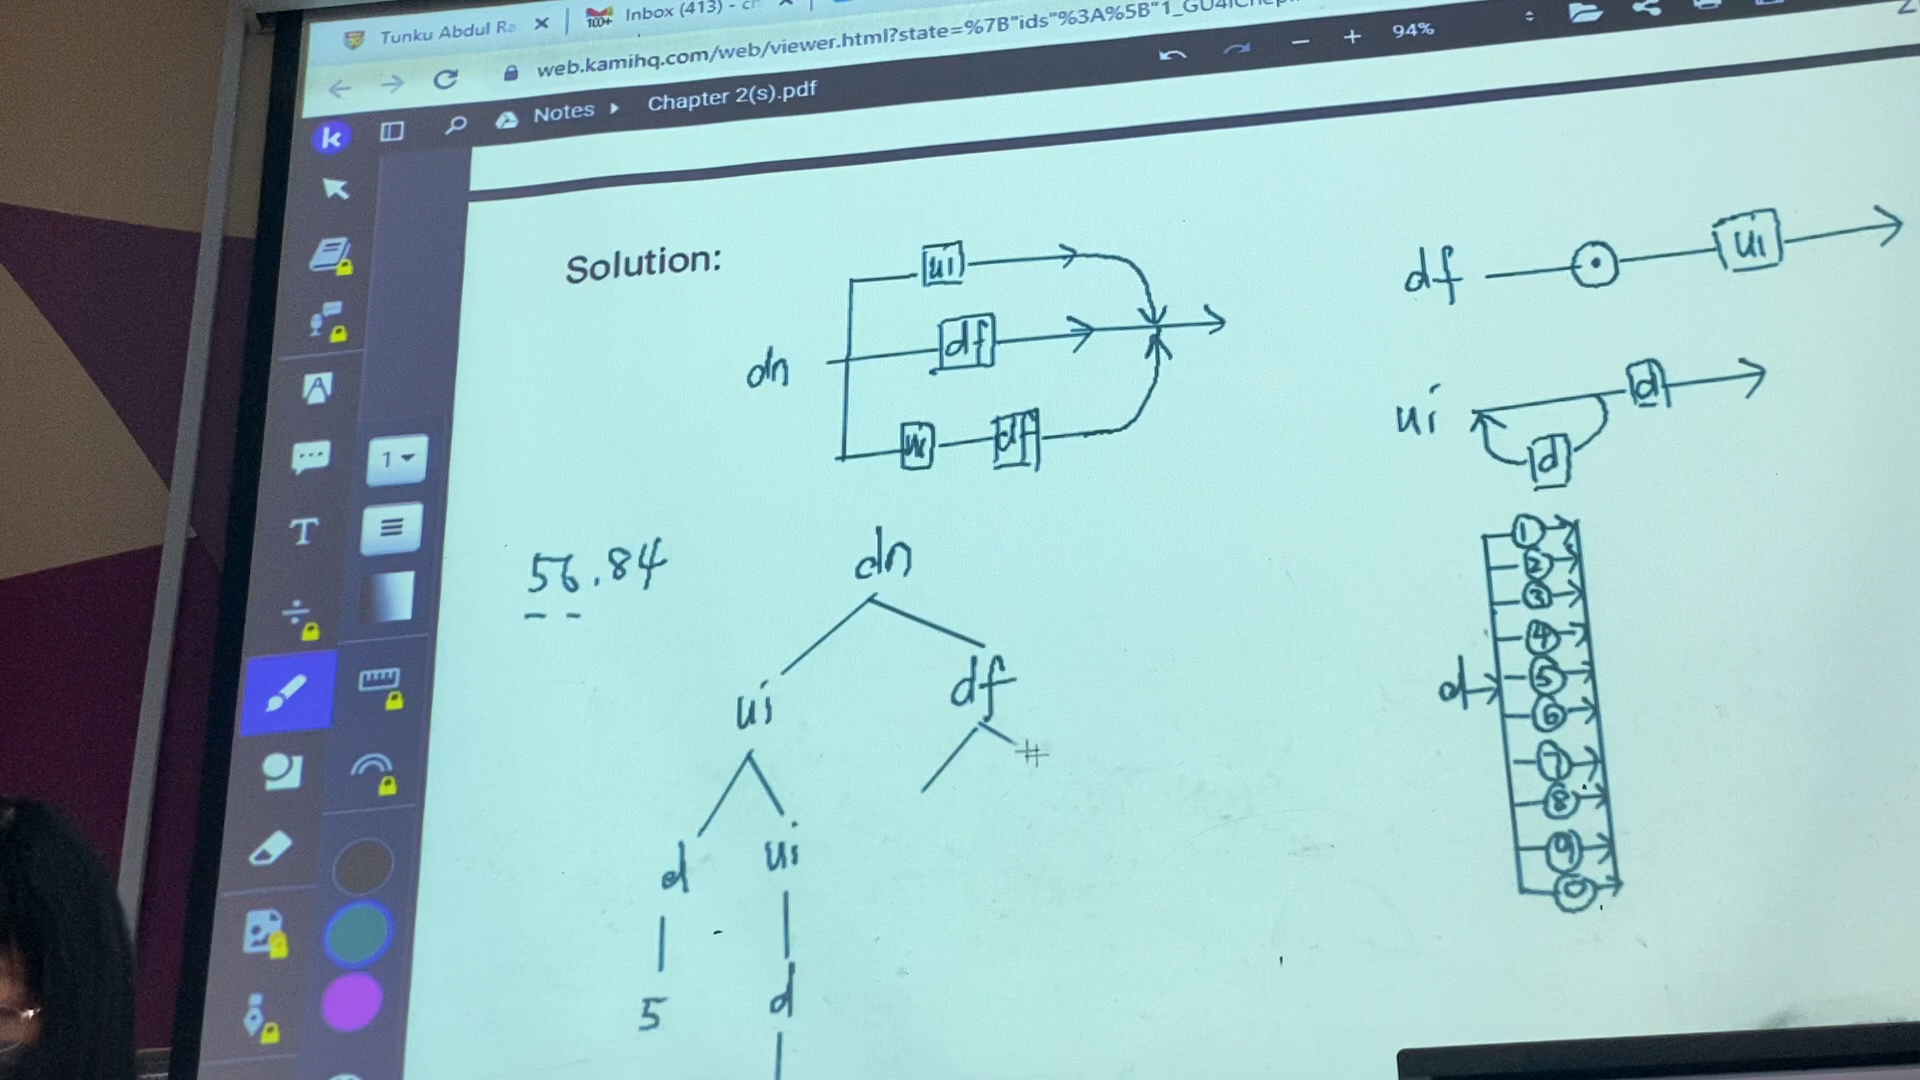 Tunku Abdul Ra
Inbox (413) - c
web.kamihq.com/web/viewer.html?state=%7B"ids"%3A%5B"1_GU4IChep
Notes Chapter 2(s).pdf
94%
Solution:
dn
ui
df
ui df
df . ui
ui d
d
d
1
2
3
4
5
6
7
8
9
0
56.84
dn
ui df
d ui
5 d
k
A
T
1